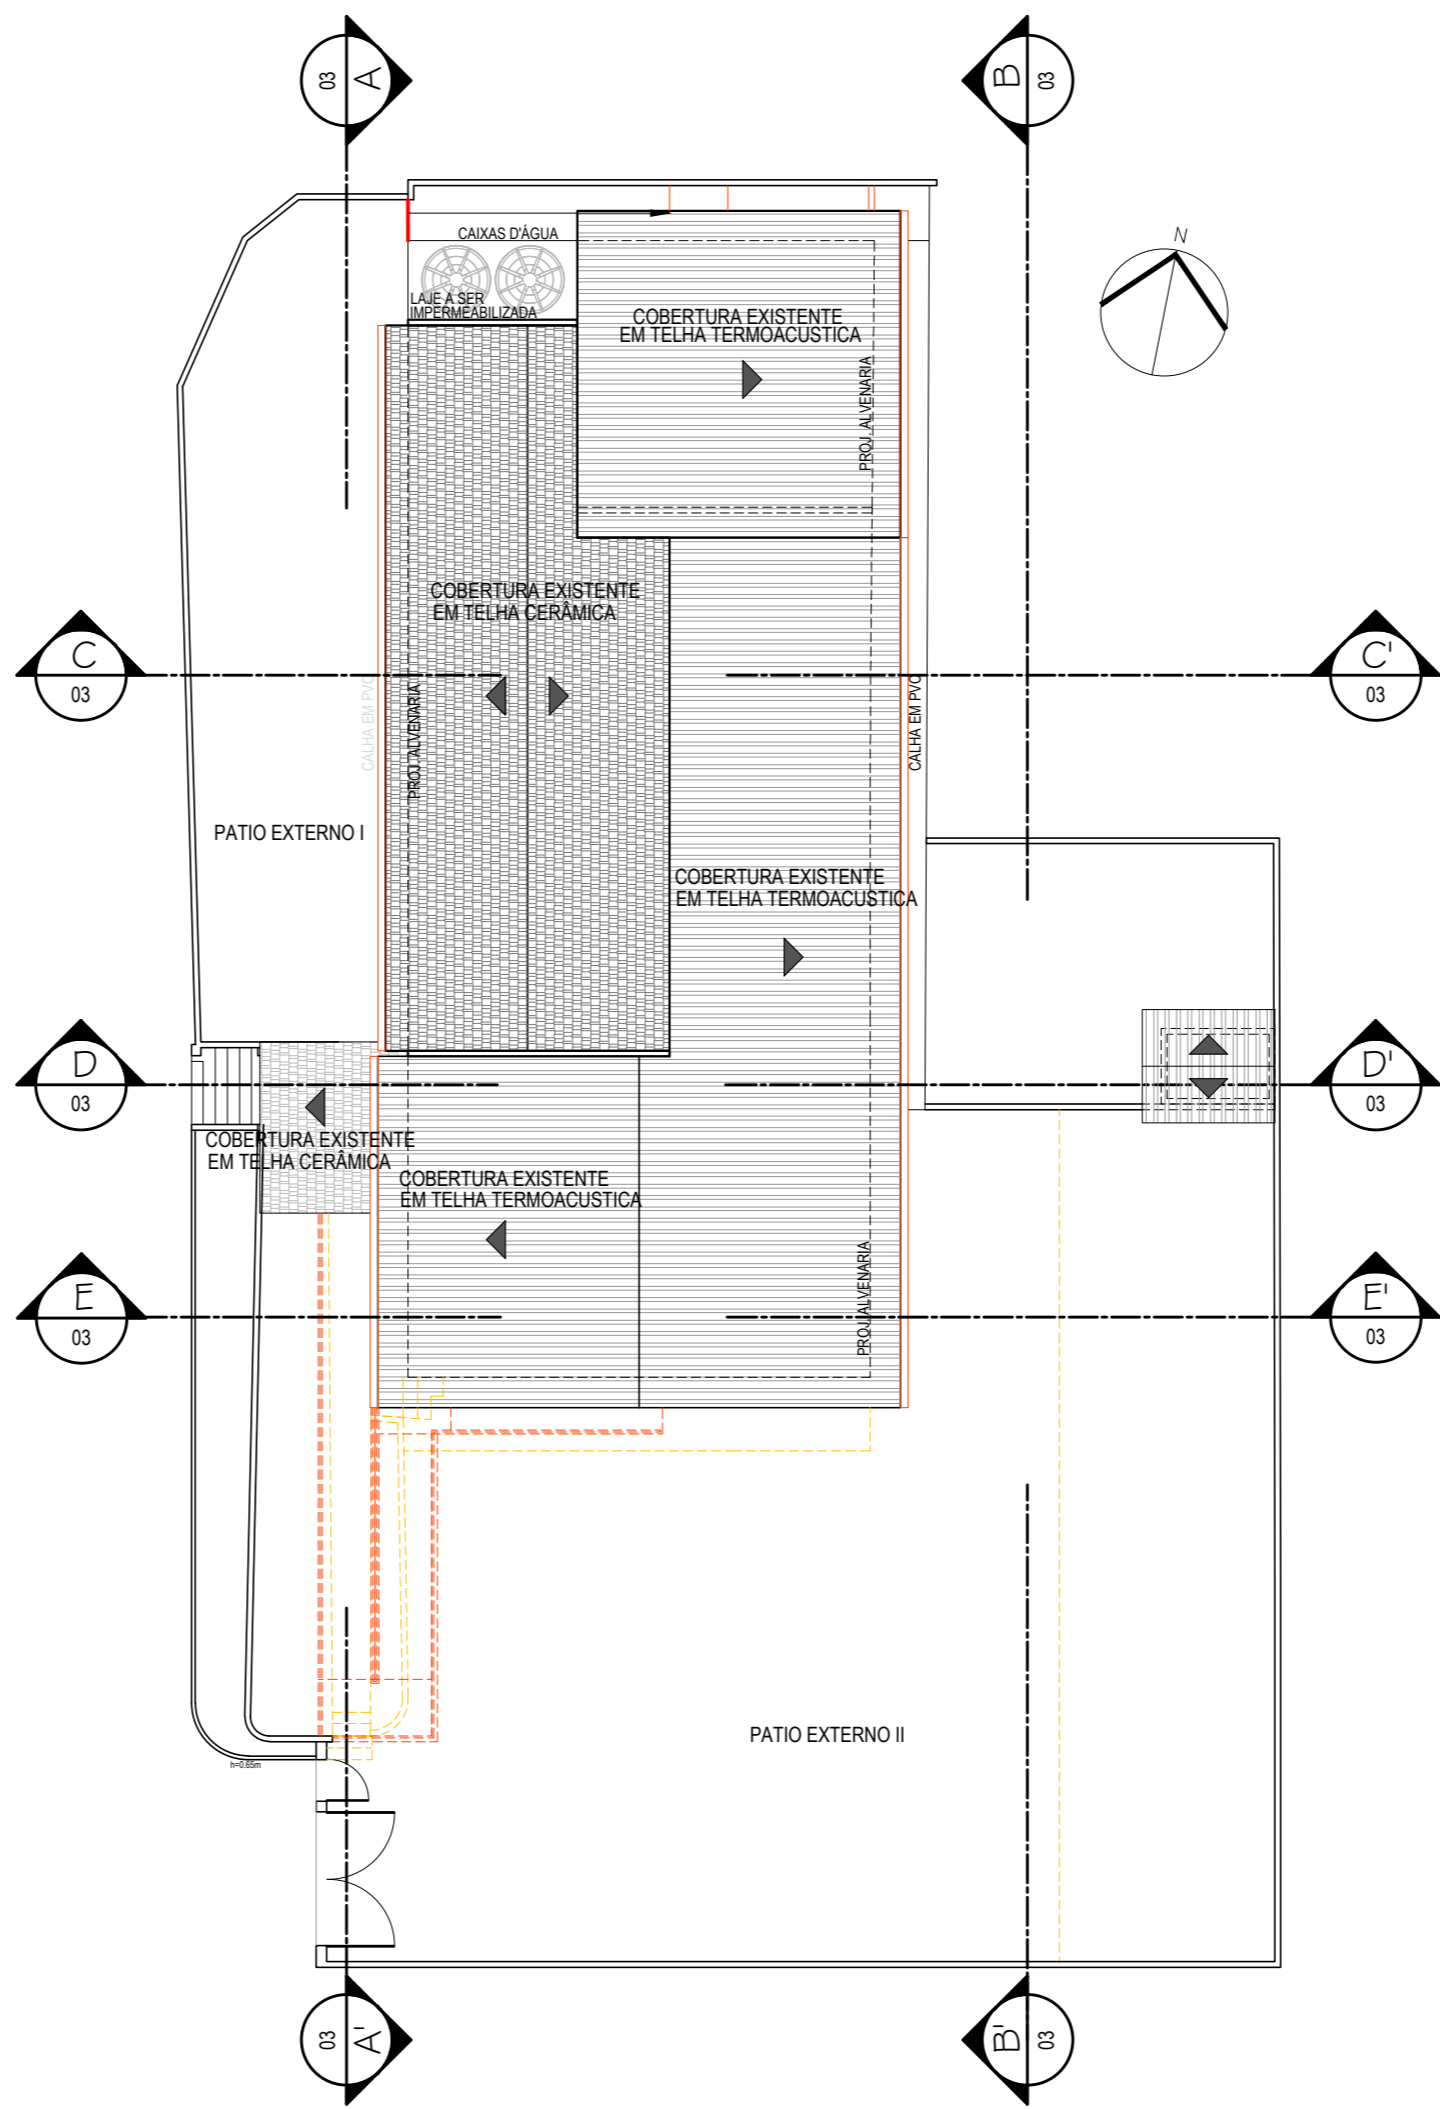 03 A
B 03
N
CAIXAS D'ÁGUA
LAJE A SER
IMPERMEABILIZADA
COBERTURA EXISTENTE
EM TELHA TERMOACUSTICA
PROJ. ALVENARIA
COBERTURA EXISTENTE
EM TELHA CERÂMICA
C
03
C'
03
CALHA EM PVC
PROJ. ALVENARIA
CALHA EM PVC
PATIO EXTERNO I
COBERTURA EXISTENTE
EM TELHA TERMOACUSTICA
D
03
D'
03
COBERTURA EXISTENTE
EM TELHA CERÂMICA
COBERTURA EXISTENTE
EM TELHA TERMOACUSTICA
PROJ. ALVENARIA
E
03
E'
03
PATIO EXTERNO II
h=0.65m
03 A'
B' 03